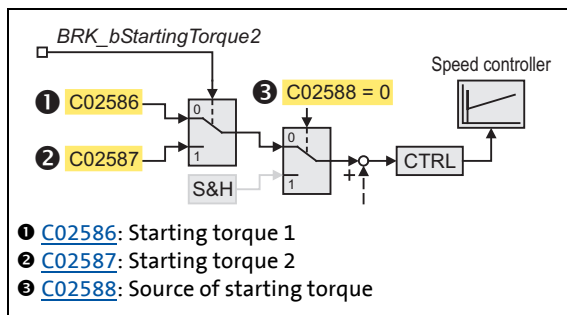 BRK_bStartingTorque2
Speed controller
❶ C02586
0
❸ C02588 = 0
❷ C02587
1
0
1
S&H
+
CTRL
❶ C02586: Starting torque 1
❷ C02587: Starting torque 2
❸ C02588: Source of starting torque